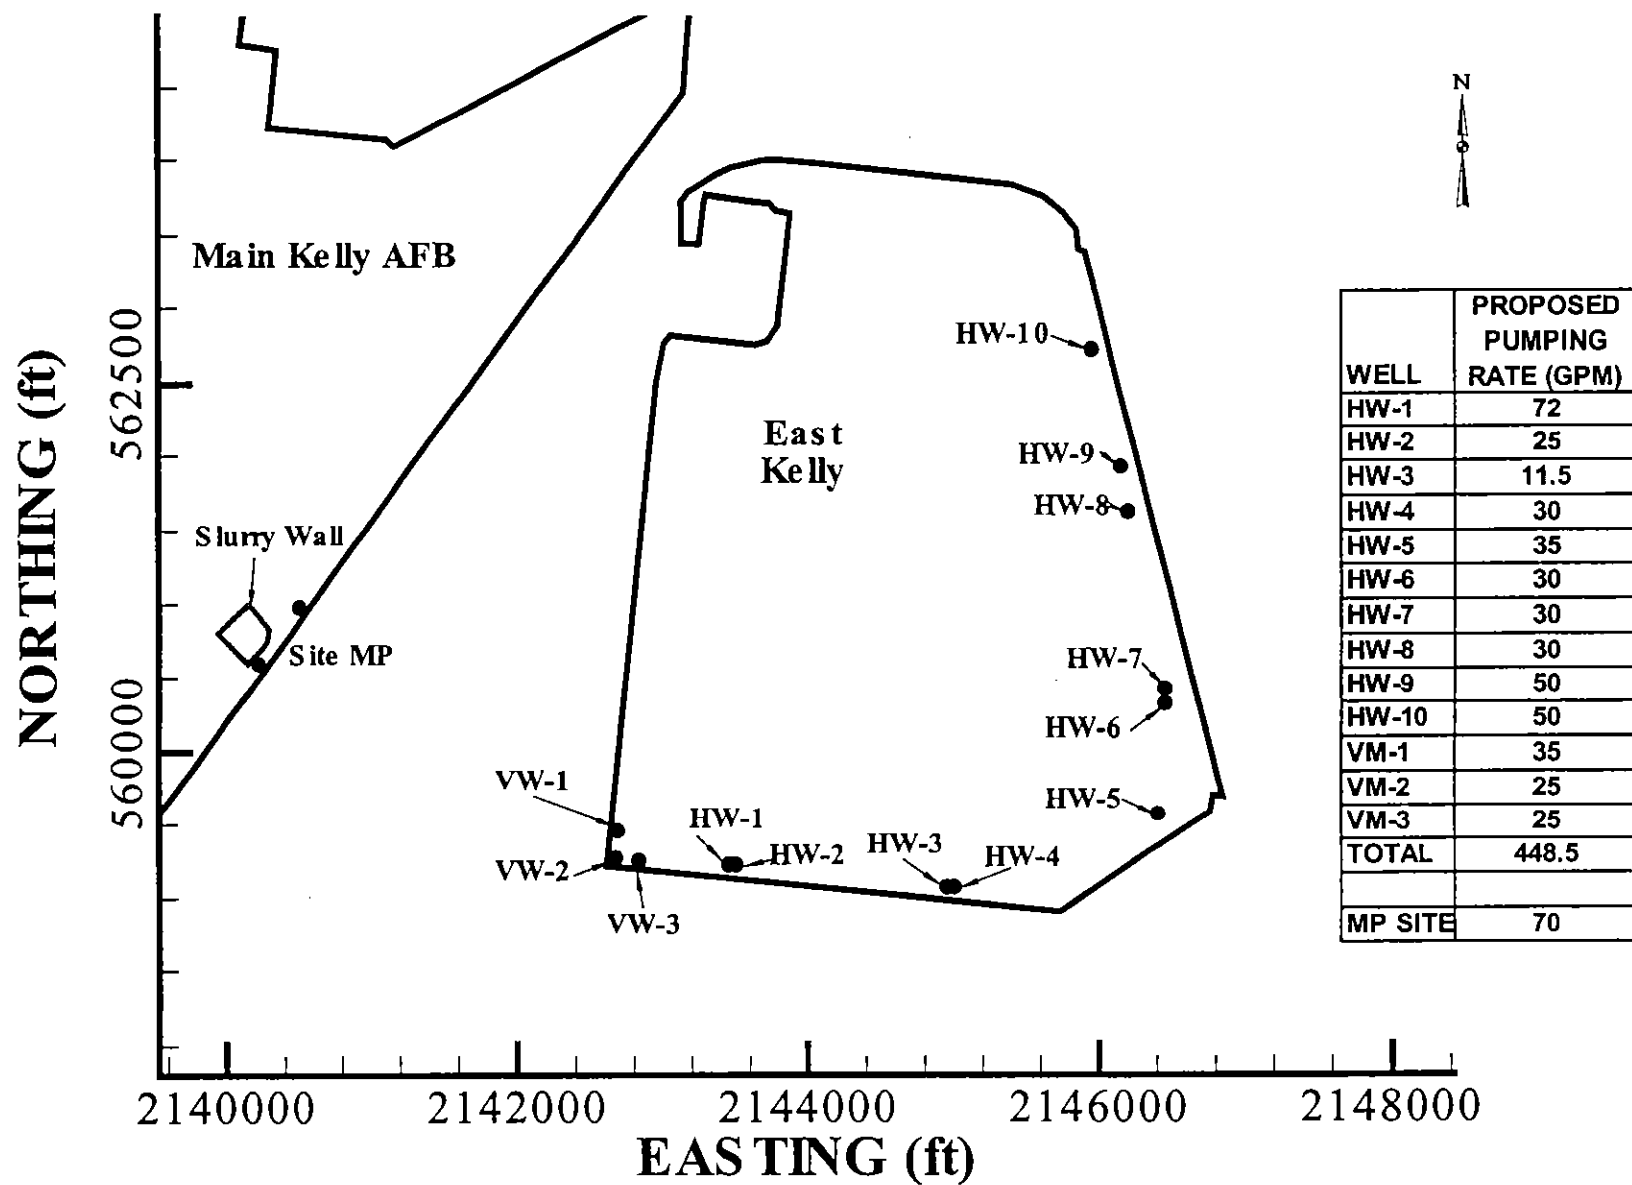 N
Main Kelly AFB
HW-10
East
Kelly
HW-9
HW-8
Slurry Wall
Site MP
HW-7
HW-6
HW-5
VW-1
VW-2
VW-3
HW-1
HW-2
HW-3
HW-4
NORTHING (ft)
562500
560000
2140000 2142000 2144000 2146000 2148000
EASTING (ft)
WELL PROPOSED
PUMPING
RATE (GPM)
HW-1 72
HW-2 25
HW-3 11.5
HW-4 30
HW-5 35
HW-6 30
HW-7 30
HW-8 30
HW-9 50
HW-10 50
VM-1 35
VM-2 25
VM-3 25
TOTAL 448.5
MP SITE 70